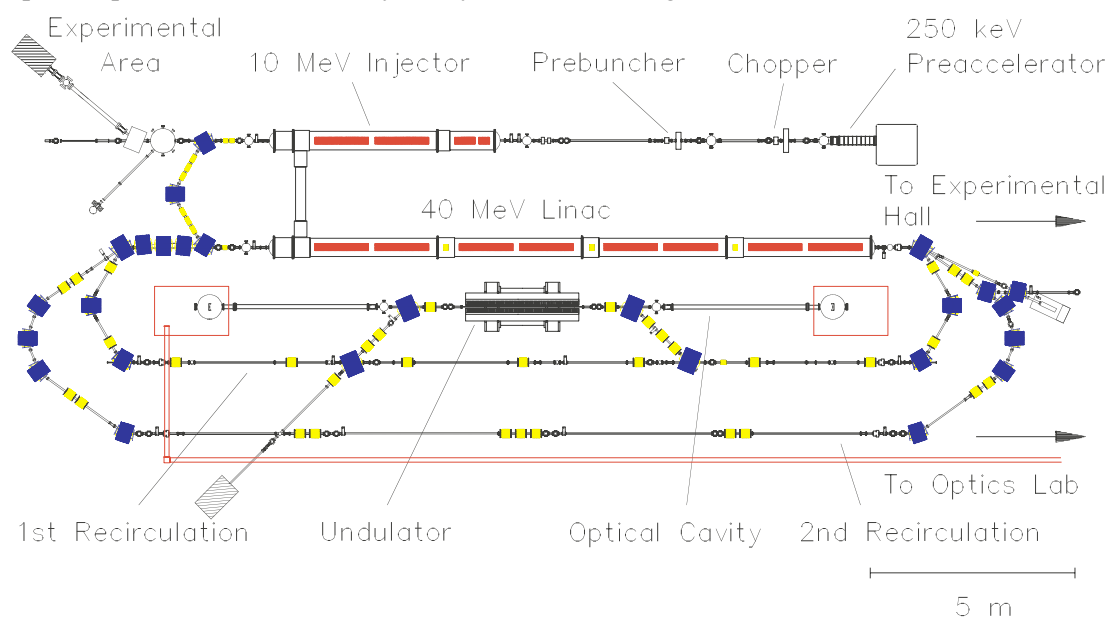 Experimental
Area
10 MeV Injector
Prebuncher
Chopper
250 keV
Preaccelerator
To Experimental
Hall
40 MeV Linac
To Optics Lab
1st Recirculation
Undulator
Optical Cavity
2nd Recirculation
5 m